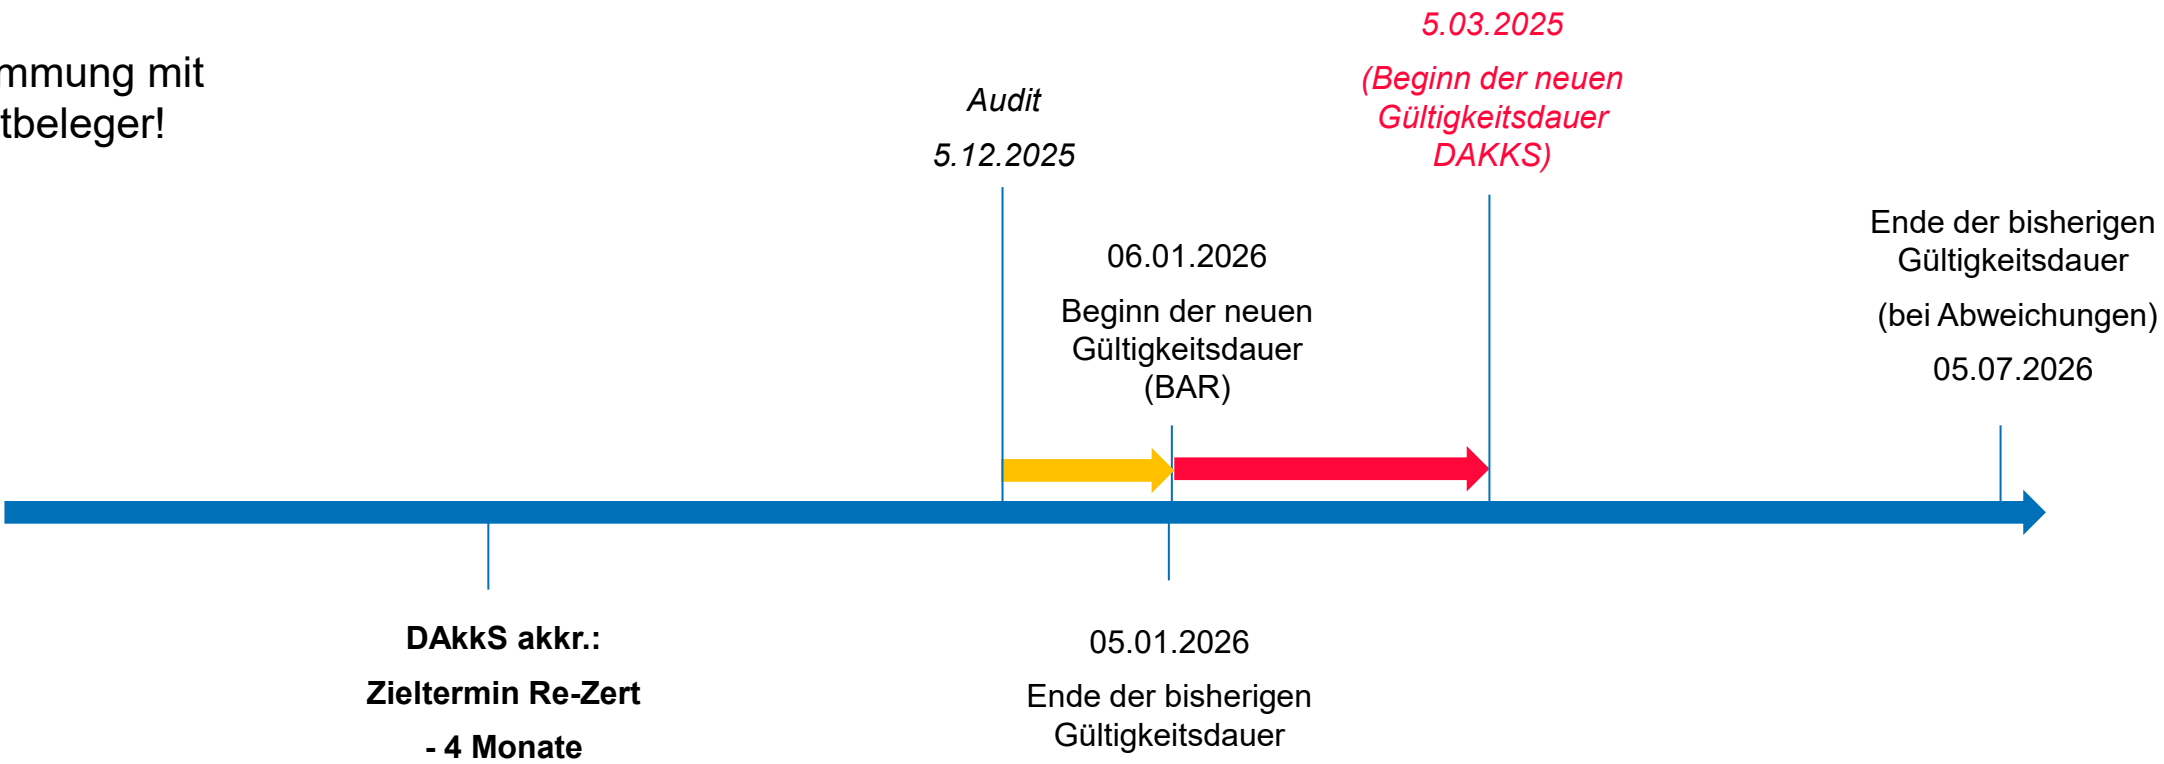 mmung mit
tbeleger!
Audit
5.12.2025
5.03.2025
(Beginn der neuen
Gültigkeitsdauer
DAKKS)
06.01.2026
Beginn der neuen
Gültigkeitsdauer
(BAR)
Ende der bisherigen
Gültigkeitsdauer
(bei Abweichungen)
05.07.2026
DAkkS akkr.:
Zieltermin Re-Zert
- 4 Monate
05.01.2026
Ende der bisherigen
Gültigkeitsdauer